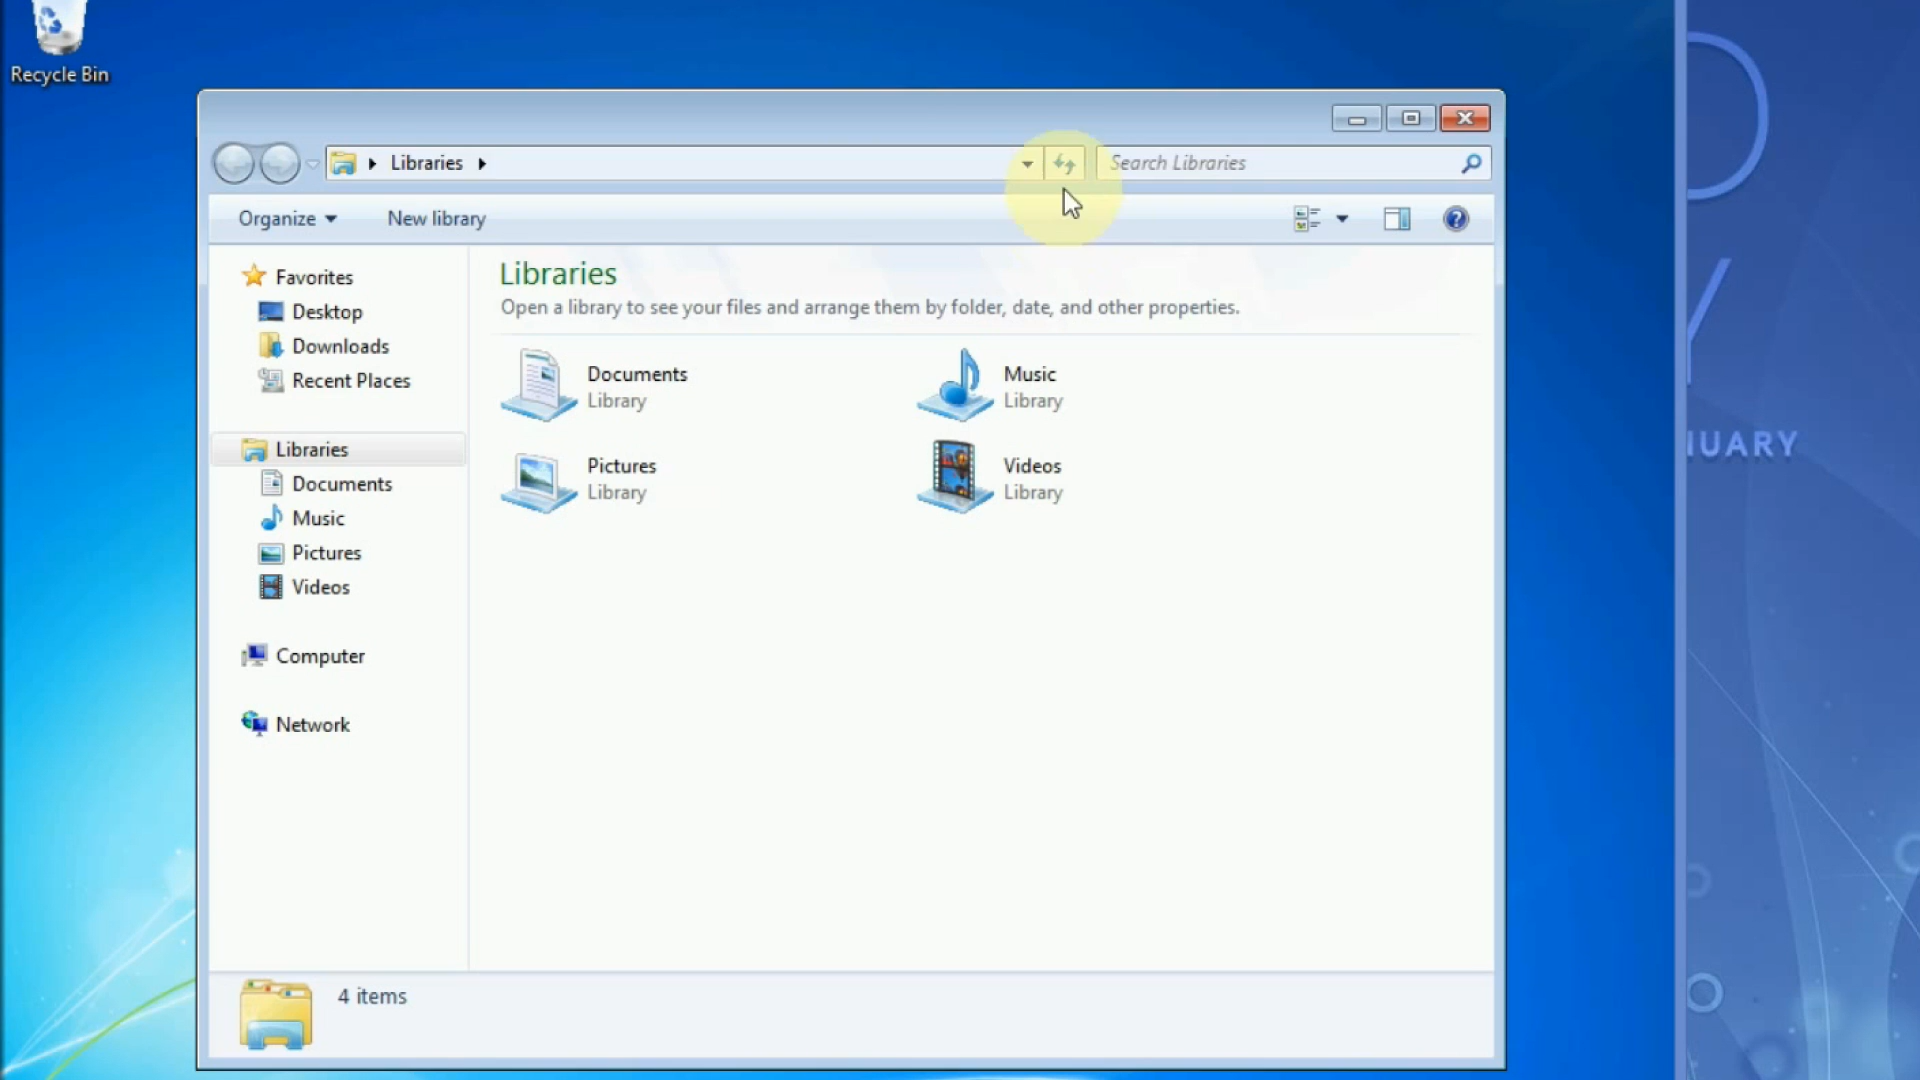 Recycle Bin
Libraries
Search Libraries
Organize
New library
Favorites
Desktop
Downloads
Recent Places
Libraries
Documents
Music
Pictures
Videos
Computer
Network
Libraries
Open a library to see your files and arrange them by folder, date, and other properties.
Documents
Library
Music
Library
Pictures
Library
Videos
Library
4 items
D
Y
NUARY